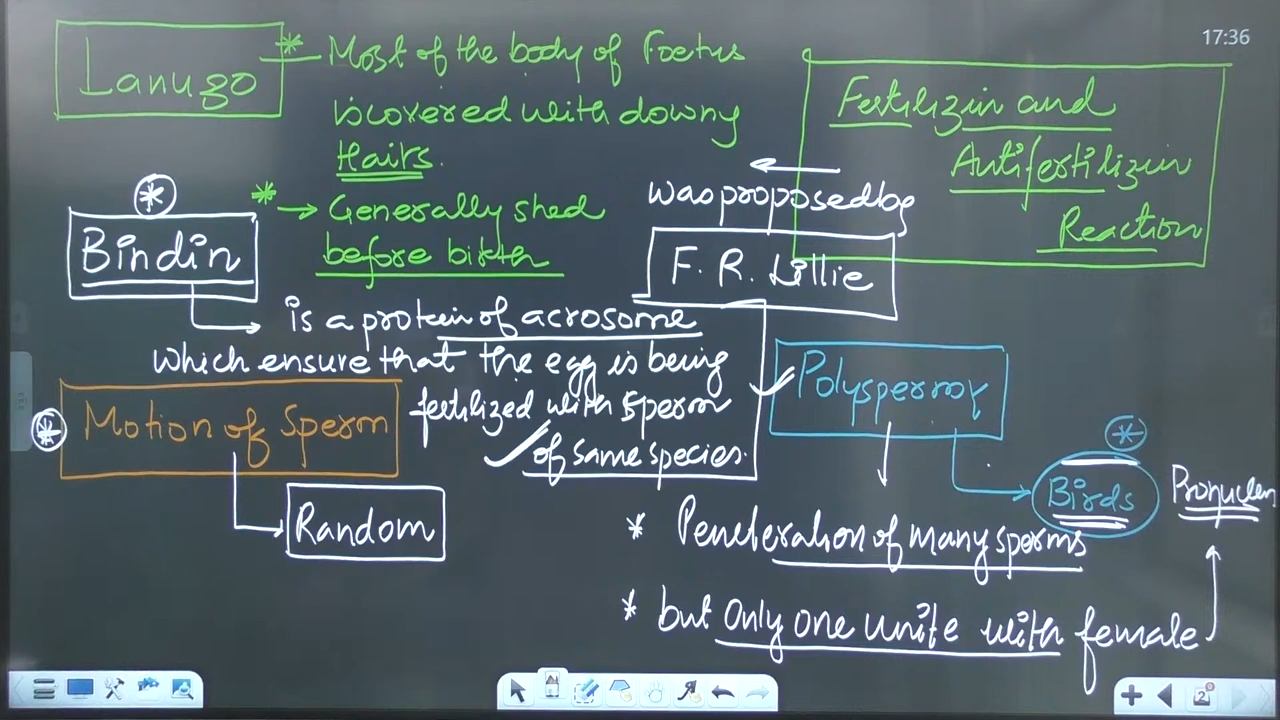 17:36
Lanugo
* Most of the body of Foetus
is covered with downy
Hairs.
* → Generally shed
before birth
Fertilizin and
Antifertilizin
Reaction
was proposed by
F. R. Lillie
*
Bindin
is a protein of acrosome
which ensure that the egg is being
fertilized with sperm
of same species.
*
Motion of Sperm
Random
Polyspermy
*
Birds
* Peneteration of many sperms
* but only one unite with female
2